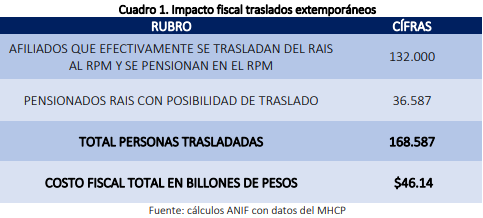 Cuadro 1. Impacto fiscal traslados extemporáneos
RUBRO CÍFRAS
AFILIADOS QUE EFECTIVAMENTE SE TRASLADAN DEL RAIS
AL RPM Y SE PENSIONAN EN EL RPM
132.000
PENSIONADOS RAIS CON POSIBILIDAD DE TRASLADO 36.587
TOTAL PERSONAS TRASLADADAS 168.587
COSTO FISCAL TOTAL EN BILLONES DE PESOS $46.14
Fuente: cálculos ANIF con datos del MHCP